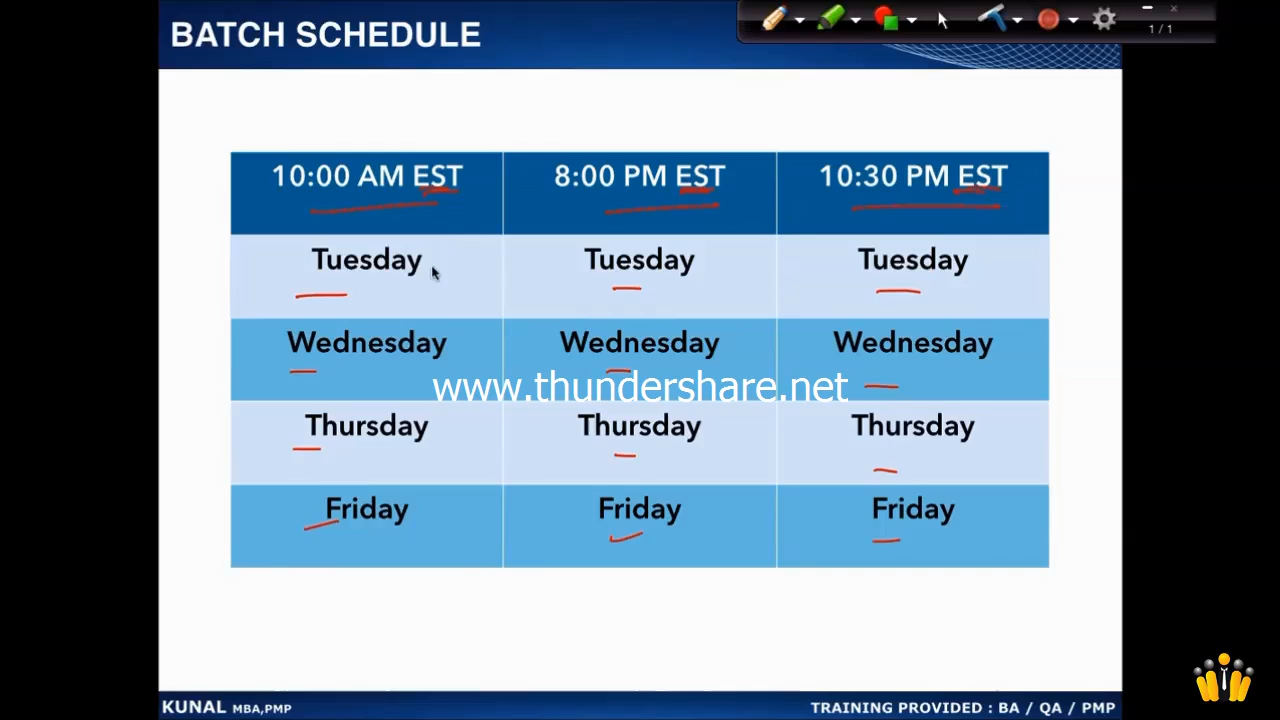 BATCH SCHEDULE
1 / 1
10:00 AM EST 8:00 PM EST 10:30 PM EST
Tuesday Tuesday Tuesday
Wednesday Wednesday Wednesday
www.thundershare.net
Thursday Thursday Thursday
Friday Friday Friday
KUNAL MBA,PMP TRAINING PROVIDED : BA / QA / PMP